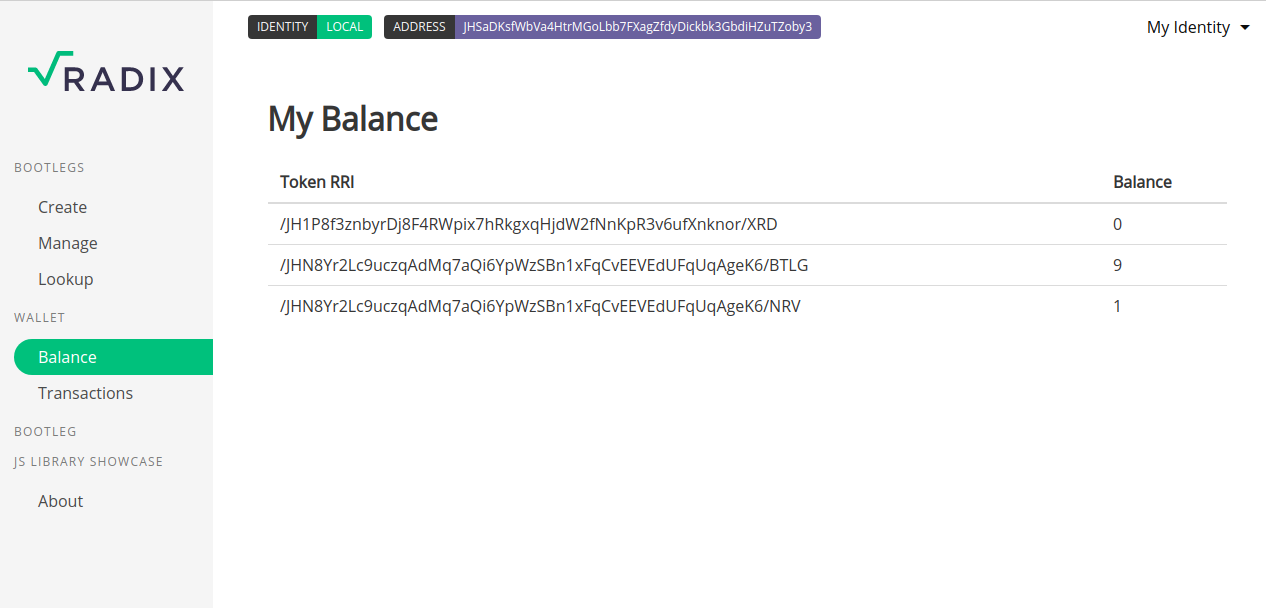 IDENTITY LOCAL ADDRESS JHSaDKsfWbVa4HtrMGoLbb7FXagZfdyDickbk3GbdiHZuTZoby3 My Identity
RADIX
BOOTLEGS
Create
Manage
Lookup
WALLET
Balance
Transactions
BOOTLEG
JS LIBRARY SHOWCASE
About
My Balance
Token RRI Balance
/JH1P8f3znbyrDj8F4RWpix7hRkgxqHjdW2fNnKpR3v6ufXnknor/XRD 0
/JHN8Yr2Lc9uczqAdMq7aQi6YpWzSBn1xFqCvEEVEdUFqUqAgeK6/BTLG 9
/JHN8Yr2Lc9uczqAdMq7aQi6YpWzSBn1xFqCvEEVEdUFqUqAgeK6/NRV 1